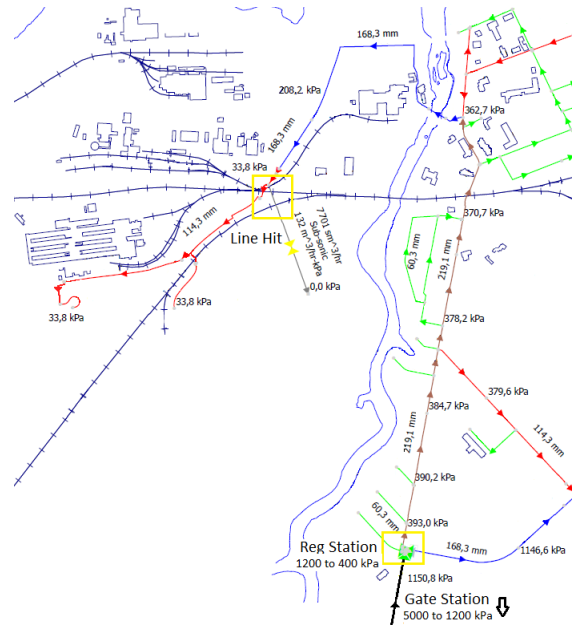 168,3 mm
208,2 kPa
362,7 kPa
168,3 mm
33,8 kPa
370,7 kPa
114,3 mm
Line Hit
7701 sm^3/hr
Sub-sonic
132 m^3/hr-kPa
219,1 mm
60,3 mm
0,0 kPa
33,8 kPa
33,8 kPa
378,2 kPa
379,6 kPa
384,7 kPa
114,3 mm
219,1 mm
390,2 kPa
60,3 mm
393,0 kPa
Reg Station
1200 to 400 kPa
168,3 mm
1146,6 kPa
1150,8 kPa
Gate Station
5000 to 1200 kPa